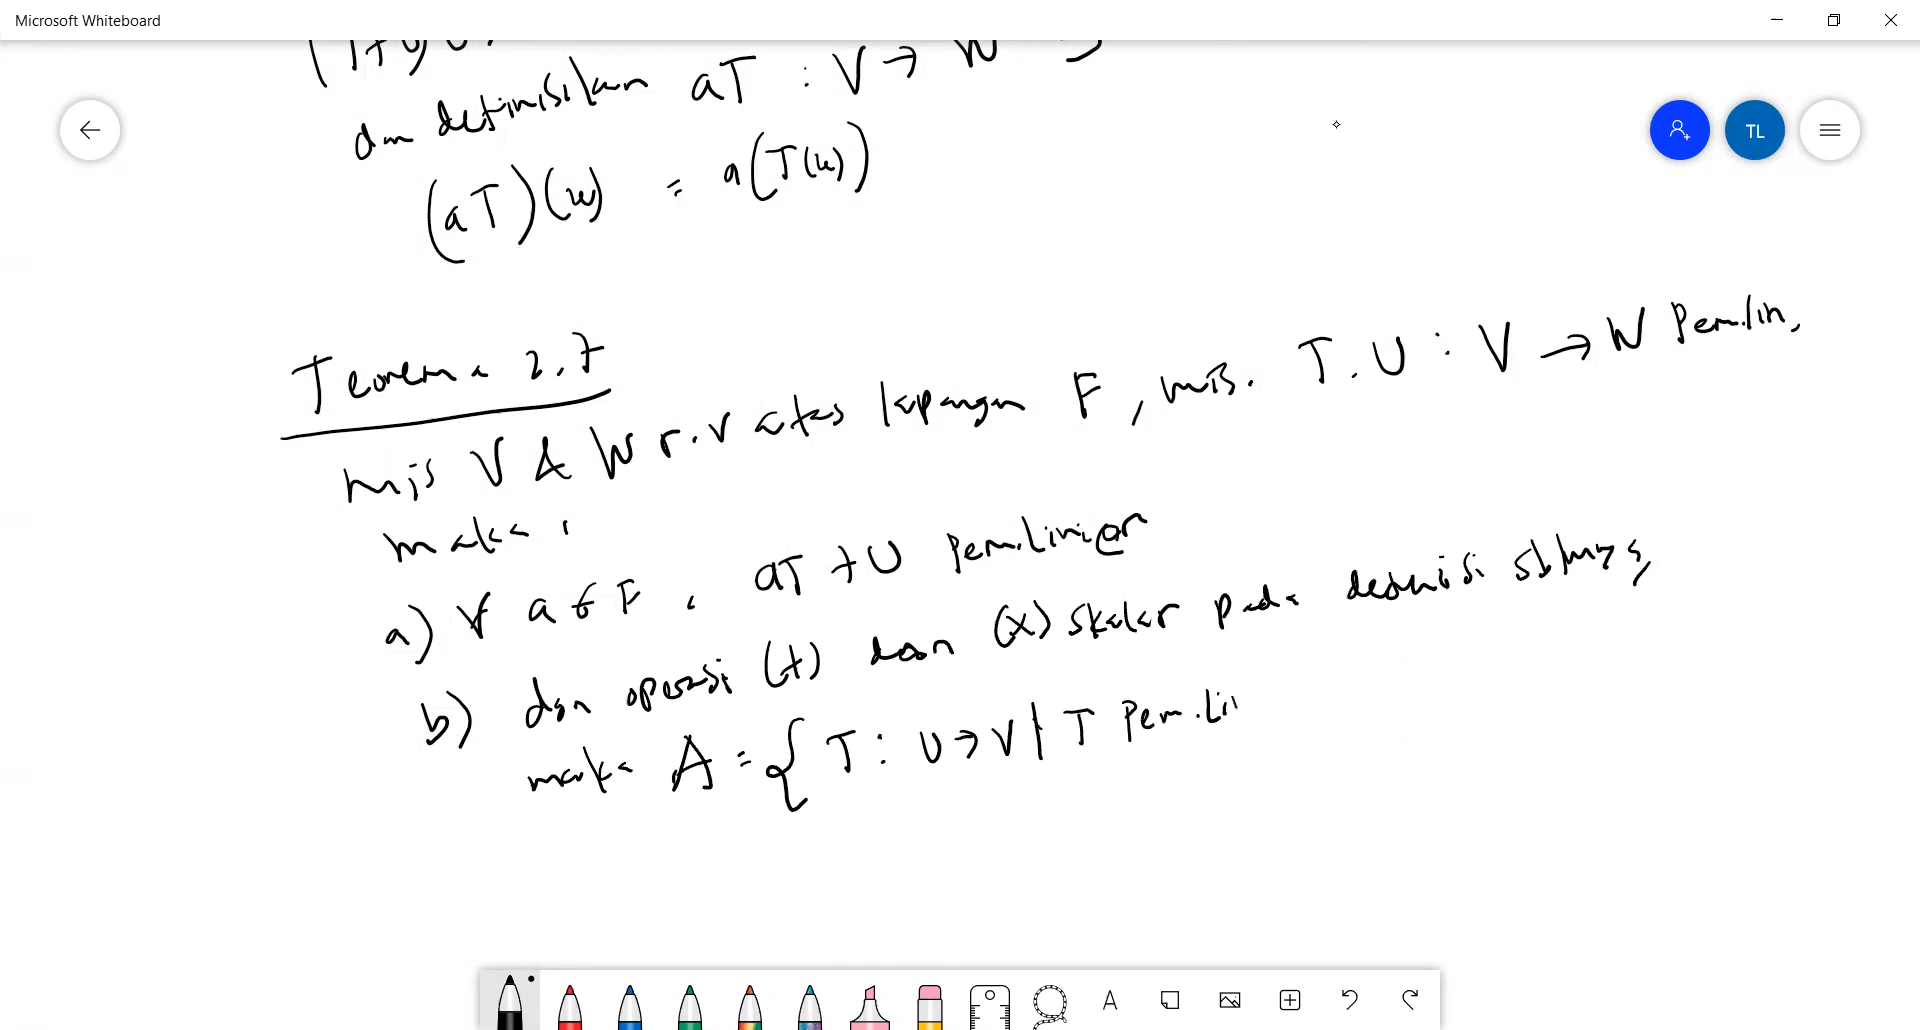 Microsoft Whiteboard
dan definisikan aT : V → W
(aT)(u) = a(T(u))
TL
Teorema 2.7
mis V & W r.v atas lapangan F, mis. T.U : V → W Pem.lin,
maka,
a) ∀ a ∈ F, aT + U Pem.linier
b) dan operasi (+) dan (x) skalar pada definisi sblmnya,
maka A = { T : U → V | T Pem.Lin